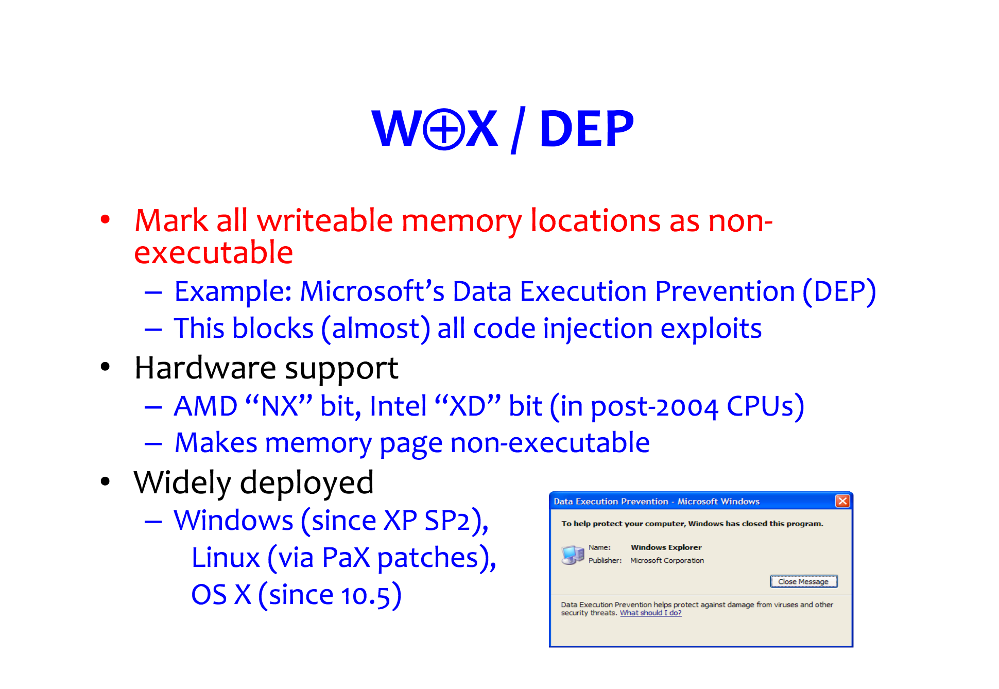 W⊕X / DEP
• Mark all writeable memory locations as non-
executable
– Example: Microsoft’s Data Execution Prevention (DEP)
– This blocks (almost) all code injection exploits
• Hardware support
– AMD “NX” bit, Intel “XD” bit (in post-2004 CPUs)
– Makes memory page non-executable
• Widely deployed
– Windows (since XP SP2),
Linux (via PaX patches),
OS X (since 10.5)
Data Execution Prevention - Microsoft Windows
To help protect your computer, Windows has closed this program.
Name: Windows Explorer
Publisher: Microsoft Corporation
Close Message
Data Execution Prevention helps protect against damage from viruses and other
security threats. What should I do?